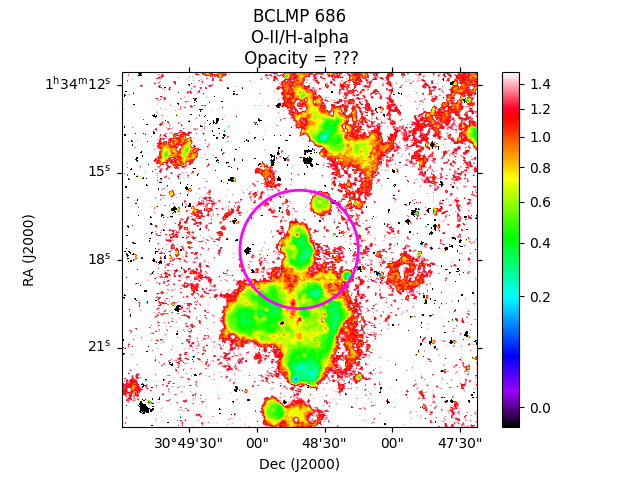 BCLMP 686
O-II/H-alpha
Opacity = ???
1ʰ34ᵐ12ˢ
15ˢ
18ˢ
21ˢ
RA (J2000)
30°49'30" 00" 48'30" 00" 47'30"
Dec (J2000)
1.4
1.2
1.0
0.8
0.6
0.4
0.2
0.0